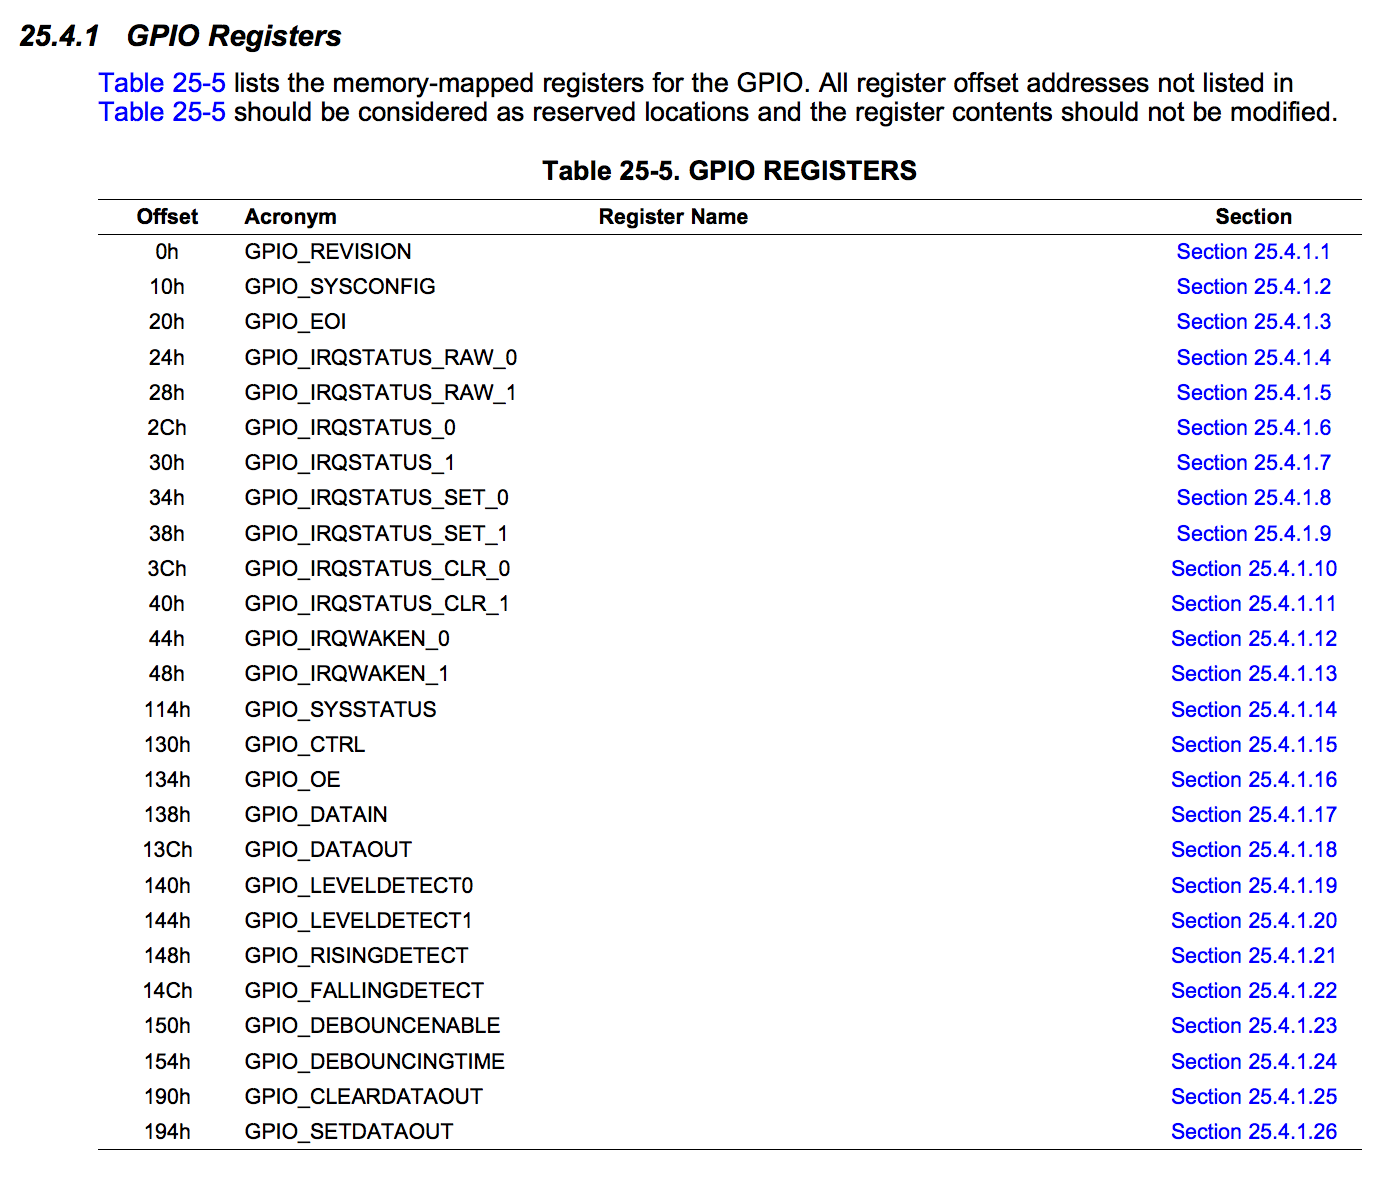 25.4.1 GPIO Registers
Table 25-5 lists the memory-mapped registers for the GPIO. All register offset addresses not listed in
Table 25-5 should be considered as reserved locations and the register contents should not be modified.
Table 25-5. GPIO REGISTERS
Offset Acronym Register Name Section
0h GPIO_REVISION Section 25.4.1.1
10h GPIO_SYSCONFIG Section 25.4.1.2
20h GPIO_EOI Section 25.4.1.3
24h GPIO_IRQSTATUS_RAW_0 Section 25.4.1.4
28h GPIO_IRQSTATUS_RAW_1 Section 25.4.1.5
2Ch GPIO_IRQSTATUS_0 Section 25.4.1.6
30h GPIO_IRQSTATUS_1 Section 25.4.1.7
34h GPIO_IRQSTATUS_SET_0 Section 25.4.1.8
38h GPIO_IRQSTATUS_SET_1 Section 25.4.1.9
3Ch GPIO_IRQSTATUS_CLR_0 Section 25.4.1.10
40h GPIO_IRQSTATUS_CLR_1 Section 25.4.1.11
44h GPIO_IRQWAKEN_0 Section 25.4.1.12
48h GPIO_IRQWAKEN_1 Section 25.4.1.13
114h GPIO_SYSSTATUS Section 25.4.1.14
130h GPIO_CTRL Section 25.4.1.15
134h GPIO_OE Section 25.4.1.16
138h GPIO_DATAIN Section 25.4.1.17
13Ch GPIO_DATAOUT Section 25.4.1.18
140h GPIO_LEVELDETECT0 Section 25.4.1.19
144h GPIO_LEVELDETECT1 Section 25.4.1.20
148h GPIO_RISINGDETECT Section 25.4.1.21
14Ch GPIO_FALLINGDETECT Section 25.4.1.22
150h GPIO_DEBOUNCENABLE Section 25.4.1.23
154h GPIO_DEBOUNCINGTIME Section 25.4.1.24
190h GPIO_CLEARDATAOUT Section 25.4.1.25
194h GPIO_SETDATAOUT Section 25.4.1.26